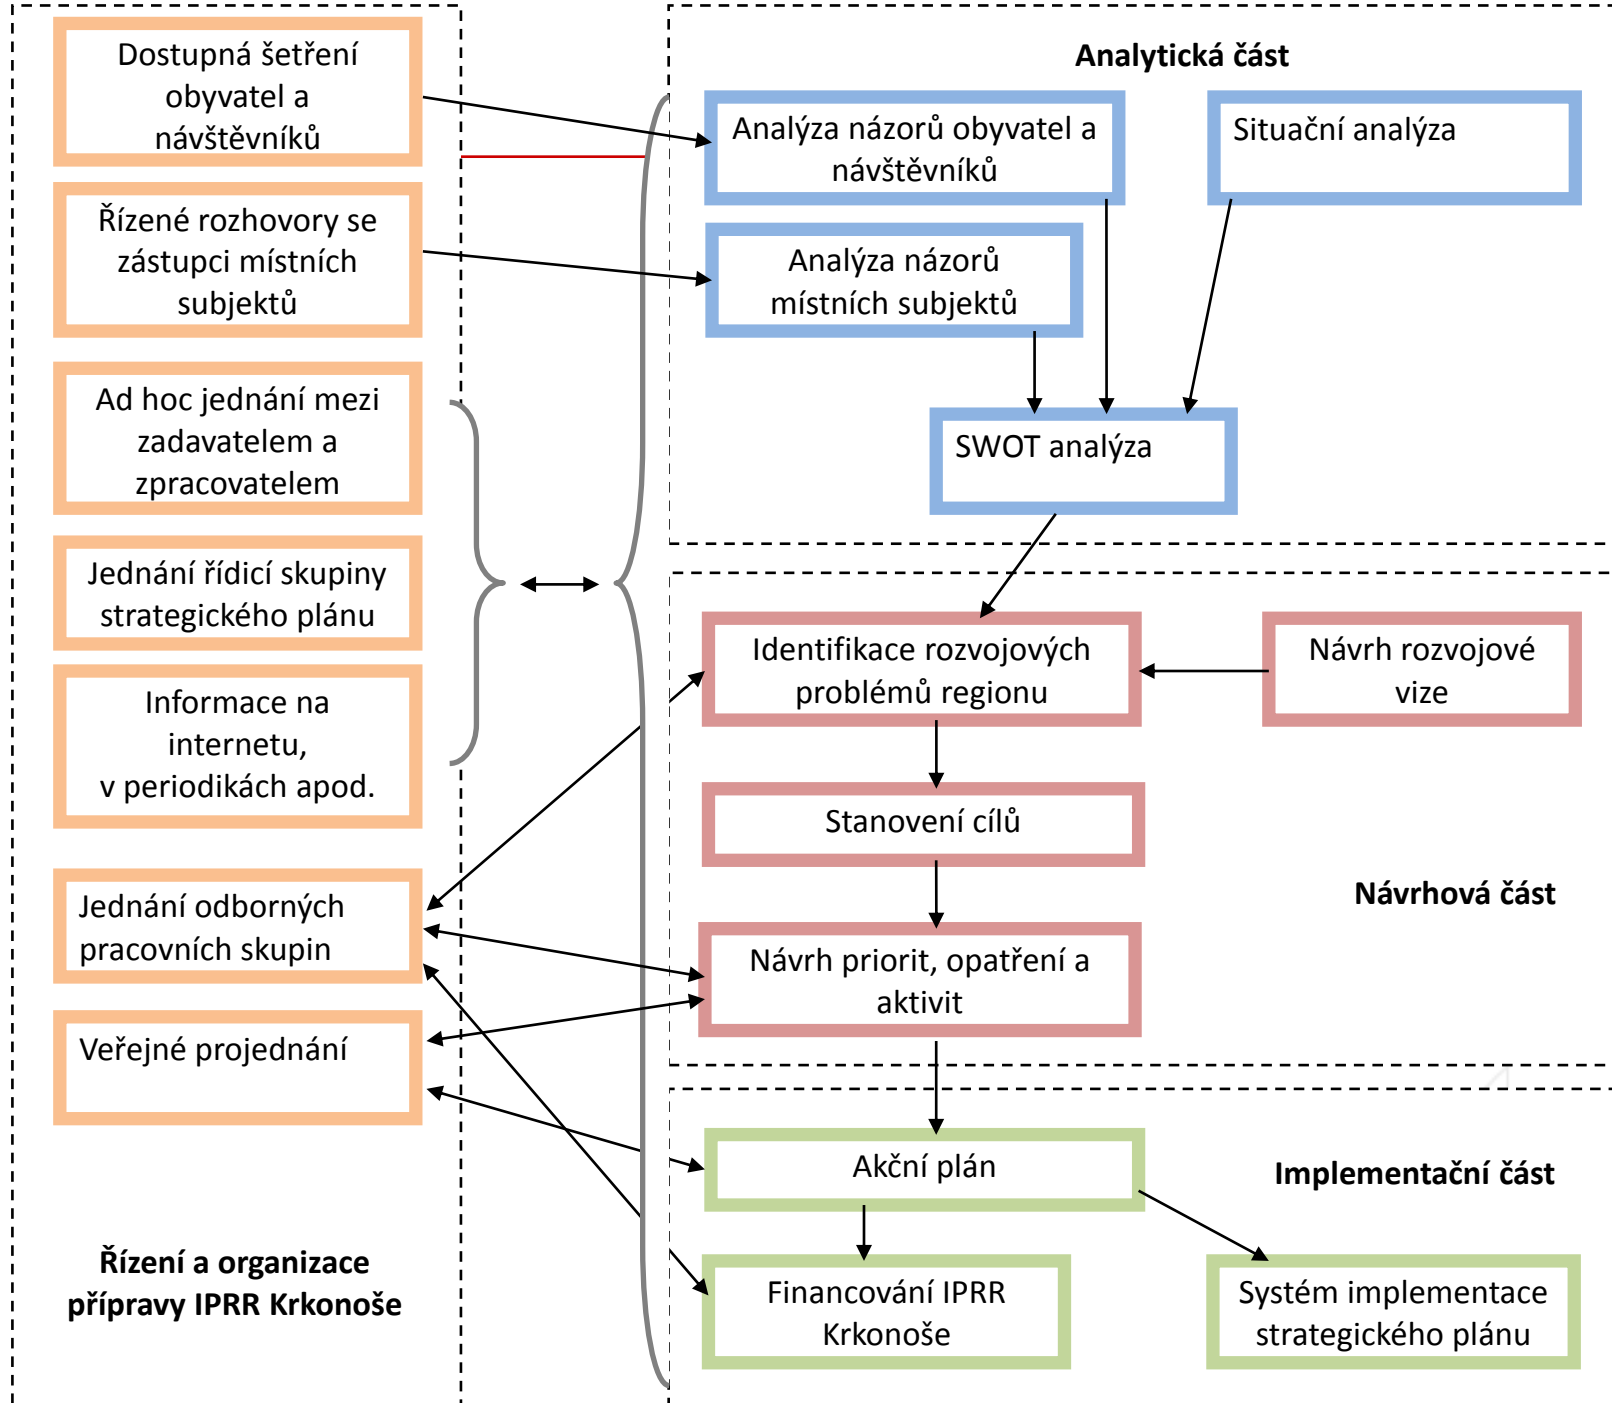 Dostupná šetření
obyvatel a
návštěvníků
Řízené rozhovory se
zástupci místních
subjektů
Ad hoc jednání mezi
zadavatelem a
zpracovatelem
Jednání řídicí skupiny
strategického plánu
Informace na
internetu,
v periodikách apod.
Jednání odborných
pracovních skupin
Veřejné projednání
Řízení a organizace
přípravy IPRR Krkonoše
Analytická část
Analýza názorů obyvatel a
návštěvníků
Situační analýza
Analýza názorů
místních subjektů
SWOT analýza
Identifikace rozvojových
problémů regionu
Návrh rozvojové
vize
Stanovení cílů
Návrhová část
Návrh priorit, opatření a
aktivit
Akční plán
Implementační část
Financování IPRR
Krkonoše
Systém implementace
strategického plánu